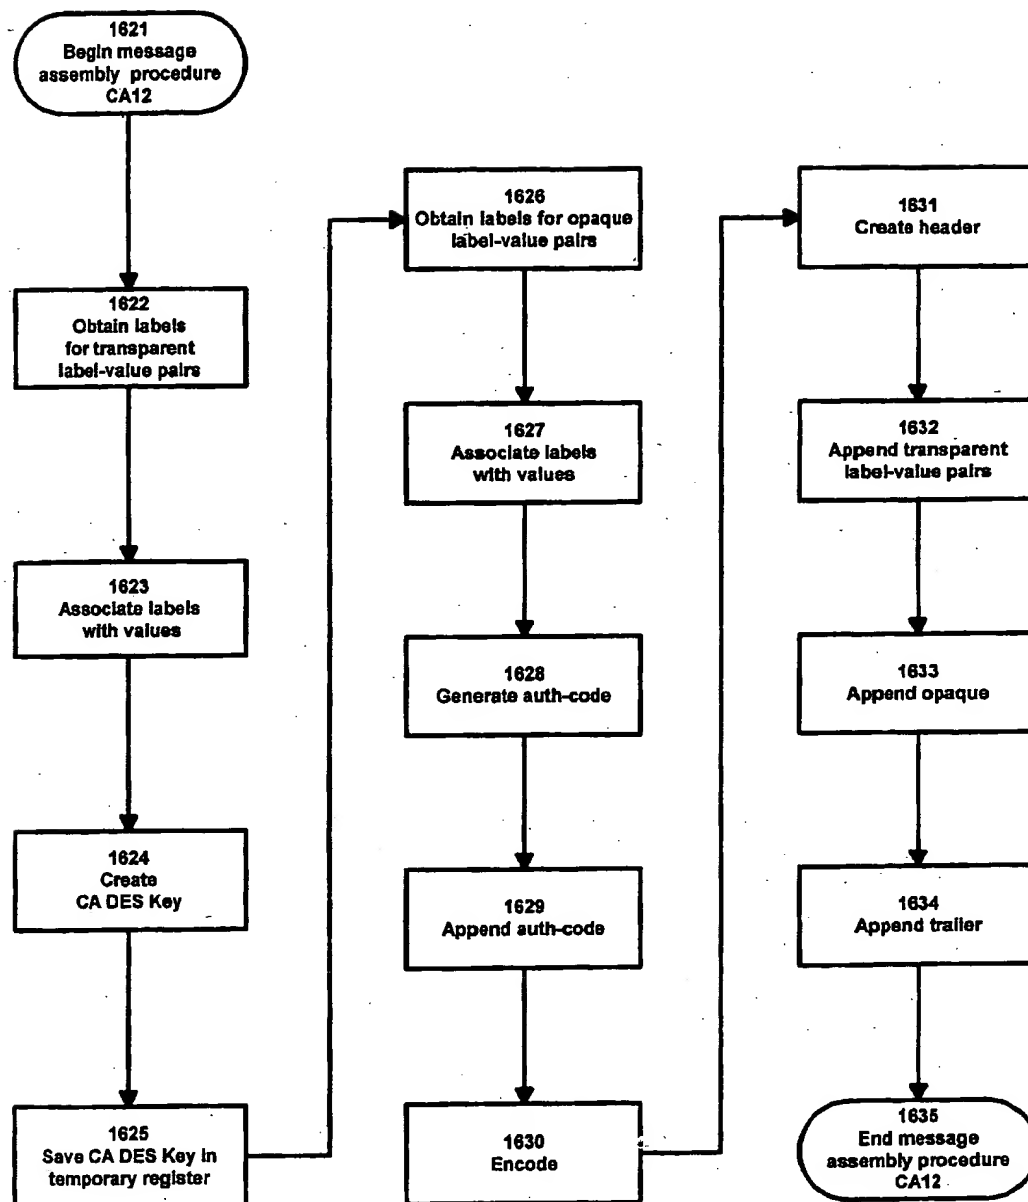 1621
Begin message
assembly procedure
CA12
1622
Obtain labels
for transparent
label-value pairs
1623
Associate labels
with values
1624
Create
CA DES Key
1625
Save CA DES Key in
temporary register
1626
Obtain labels for opaque
label-value pairs
1627
Associate labels
with values
1628
Generate auth-code
1629
Append auth-code
1630
Encode
1631
Create header
1632
Append transparent
label-value pairs
1633
Append opaque
1634
Append trailer
1635
End message
assembly procedure
CA12